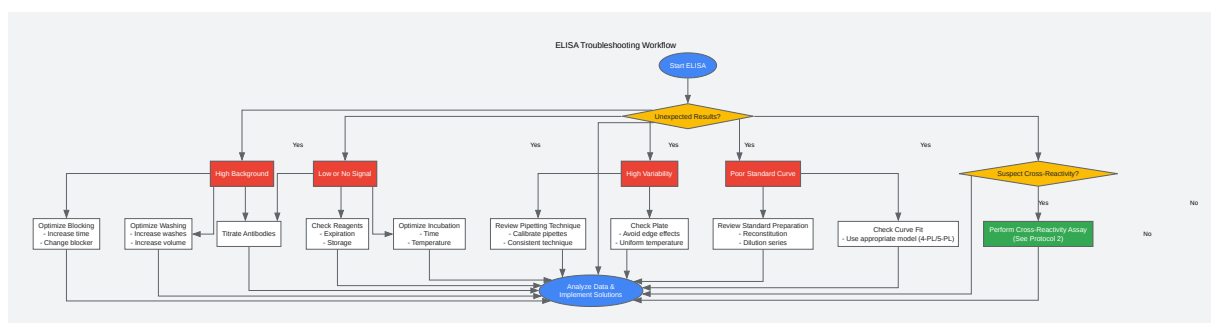 ELISA Troubleshooting Workflow
Start ELISA
Unexpected Results?
Yes
Yes
Yes
Yes
Yes
High Background
Low or No Signal
High Variability
Poor Standard Curve
Suspect Cross-Reactivity?
Yes
No
Optimize Blocking
- Increase time
- Change blocker
Optimize Washing
- Increase washes
- Increase volume
Titrate Antibodies
Check Reagents
- Expiration
- Storage
Optimize Incubation
- Time
- Temperature
Review Pipetting Technique
- Calibrate pipettes
- Consistent technique
Check Plate
- Avoid edge effects
- Uniform temperature
Review Standard Preparation
- Reconstitution
- Dilution series
Check Curve Fit
- Use appropriate model (4-PL/5-PL)
Perform Cross-Reactivity Assay
(See Protocol 2)
No
Analyze Data &
Implement Solutions